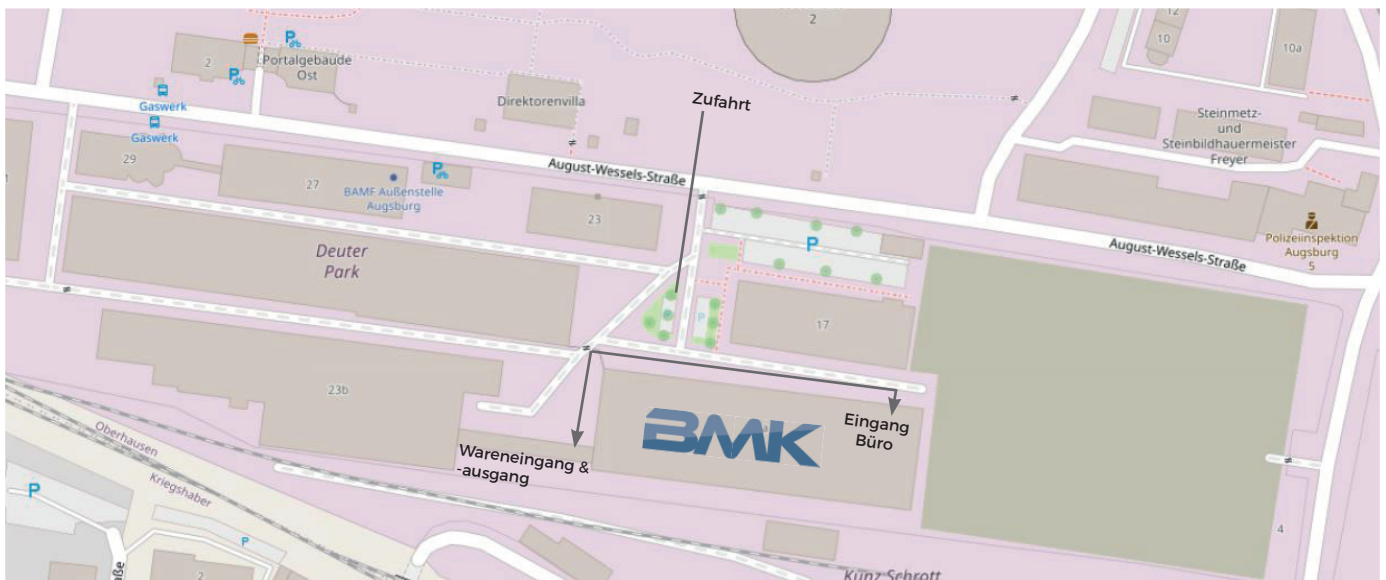 2
12
10
10a
P
2
Portalgebäude
Ost
P
Gaswerk
Gaswerk
Direktorenvilla
Zufahrt
Steinmetz-
und
Steinbildhauermeister
Freyer
29
27
BAMF Außenstelle
Augsburg
P
August-Wessels-Straße
23
P
Polizeiinspektion
Augsburg
5
August-Wessels-Straße
Deuter
Park
P
P
17
23b
BMK
Eingang
Büro
Wareneingang &
-ausgang
Oberhausen
Kriegshaber
P
P
4
2
Kunz Schrott
aße